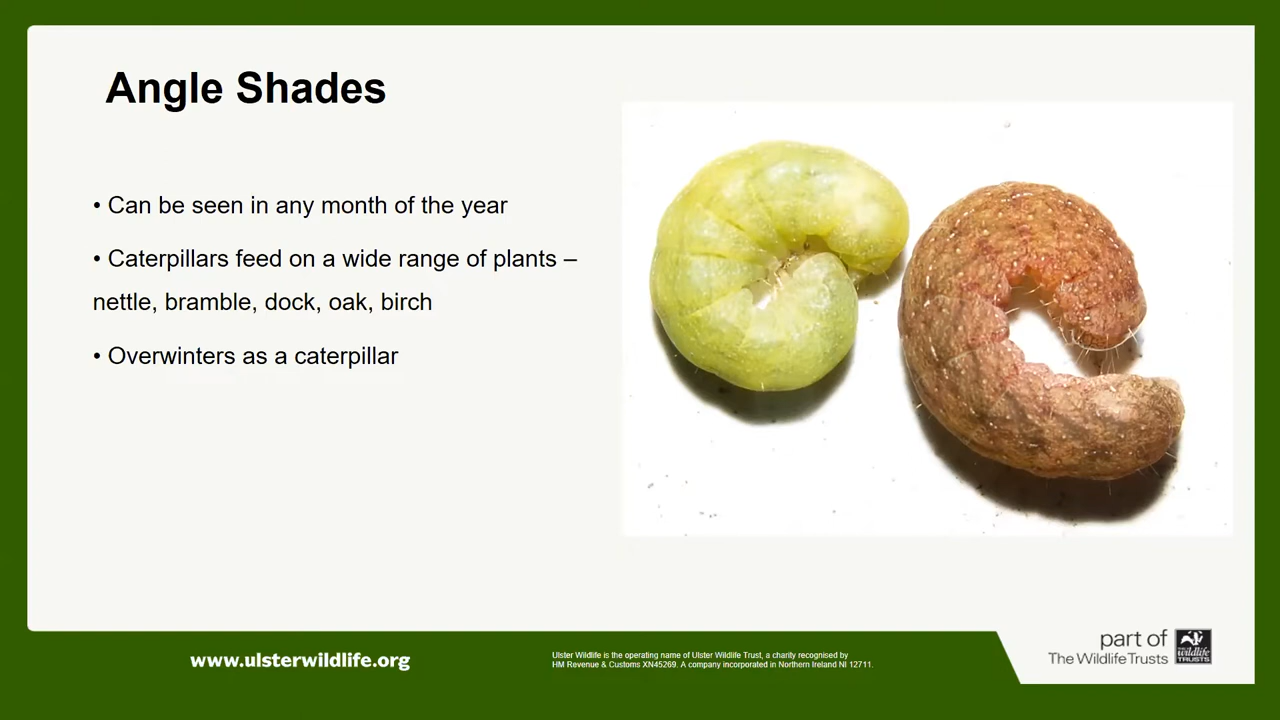 Angle Shades
• Can be seen in any month of the year
• Caterpillars feed on a wide range of plants –
nettle, bramble, dock, oak, birch
• Overwinters as a caterpillar
www.ulsterwildlife.org
Ulster Wildlife is the operating name of Ulster Wildlife Trust, a charity recognised by
HM Revenue & Customs XN45269. A company incorporated in Northern Ireland NI 12711.
part of
The Wildlife Trusts
THE
wildlife
TRUSTS